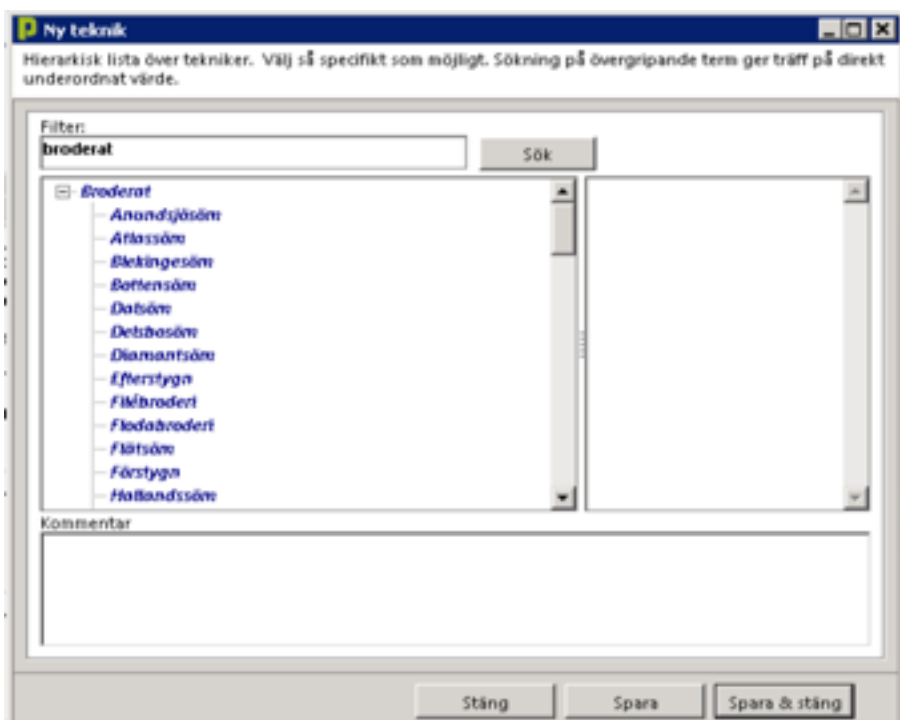 Ny teknik
Hierarkisk lista över tekniker. Välj så specifikt som möjligt. Sökning på övergripande term ger träff på direkt
underordnat värde.
Filter:
broderat
Sök
Broderat
Anundsjösöm
Atlassöm
Blekingesöm
Bottensöm
Dalsöm
Delsbosöm
Diamantsöm
Efterstygn
Filébroderi
Flodabroderi
Flätsöm
Förstygn
Hallandssöm
Kommentar
Stäng
Spara
Spara & stäng